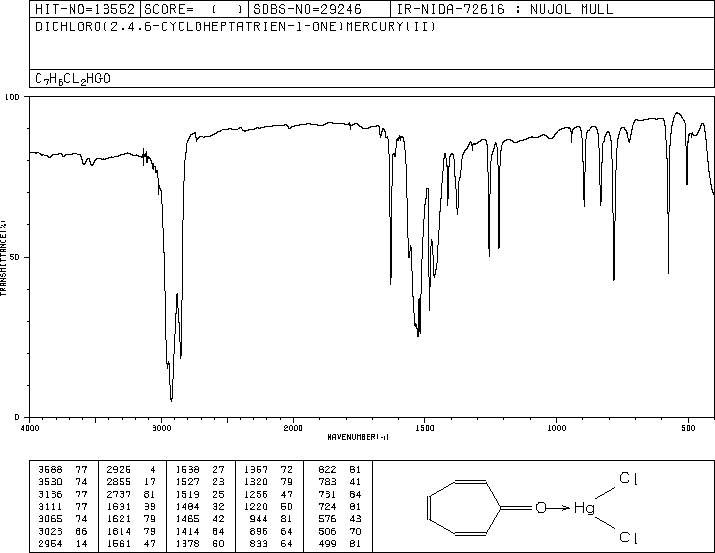 HIT-NO=13552 SCORE= ( ) SDBS-NO=29246 IR-NIDA-72616 : NUJOL MULL
DICHLORO(2,4,6-CYCLOHEPTATRIEN-1-ONE)MERCURY(II)
C7H6CL2HGO
100
50
0
TRANSMITTANCE(%)
4000 3000 2000 1500 1000 500
WAVENUMBER(-1)
3588 77 2926 4 1538 27 1367 72 822 81
3530 74 2855 17 1527 23 1320 79 783 41
3136 77 2737 81 1519 25 1256 47 731 84
3111 77 1631 39 1484 32 1220 50 724 81
3065 74 1621 79 1465 42 944 81 576 43
3023 66 1614 79 1414 64 896 64 506 70
2954 14 1561 47 1378 60 833 64 499 81
O Hg Cl
Cl